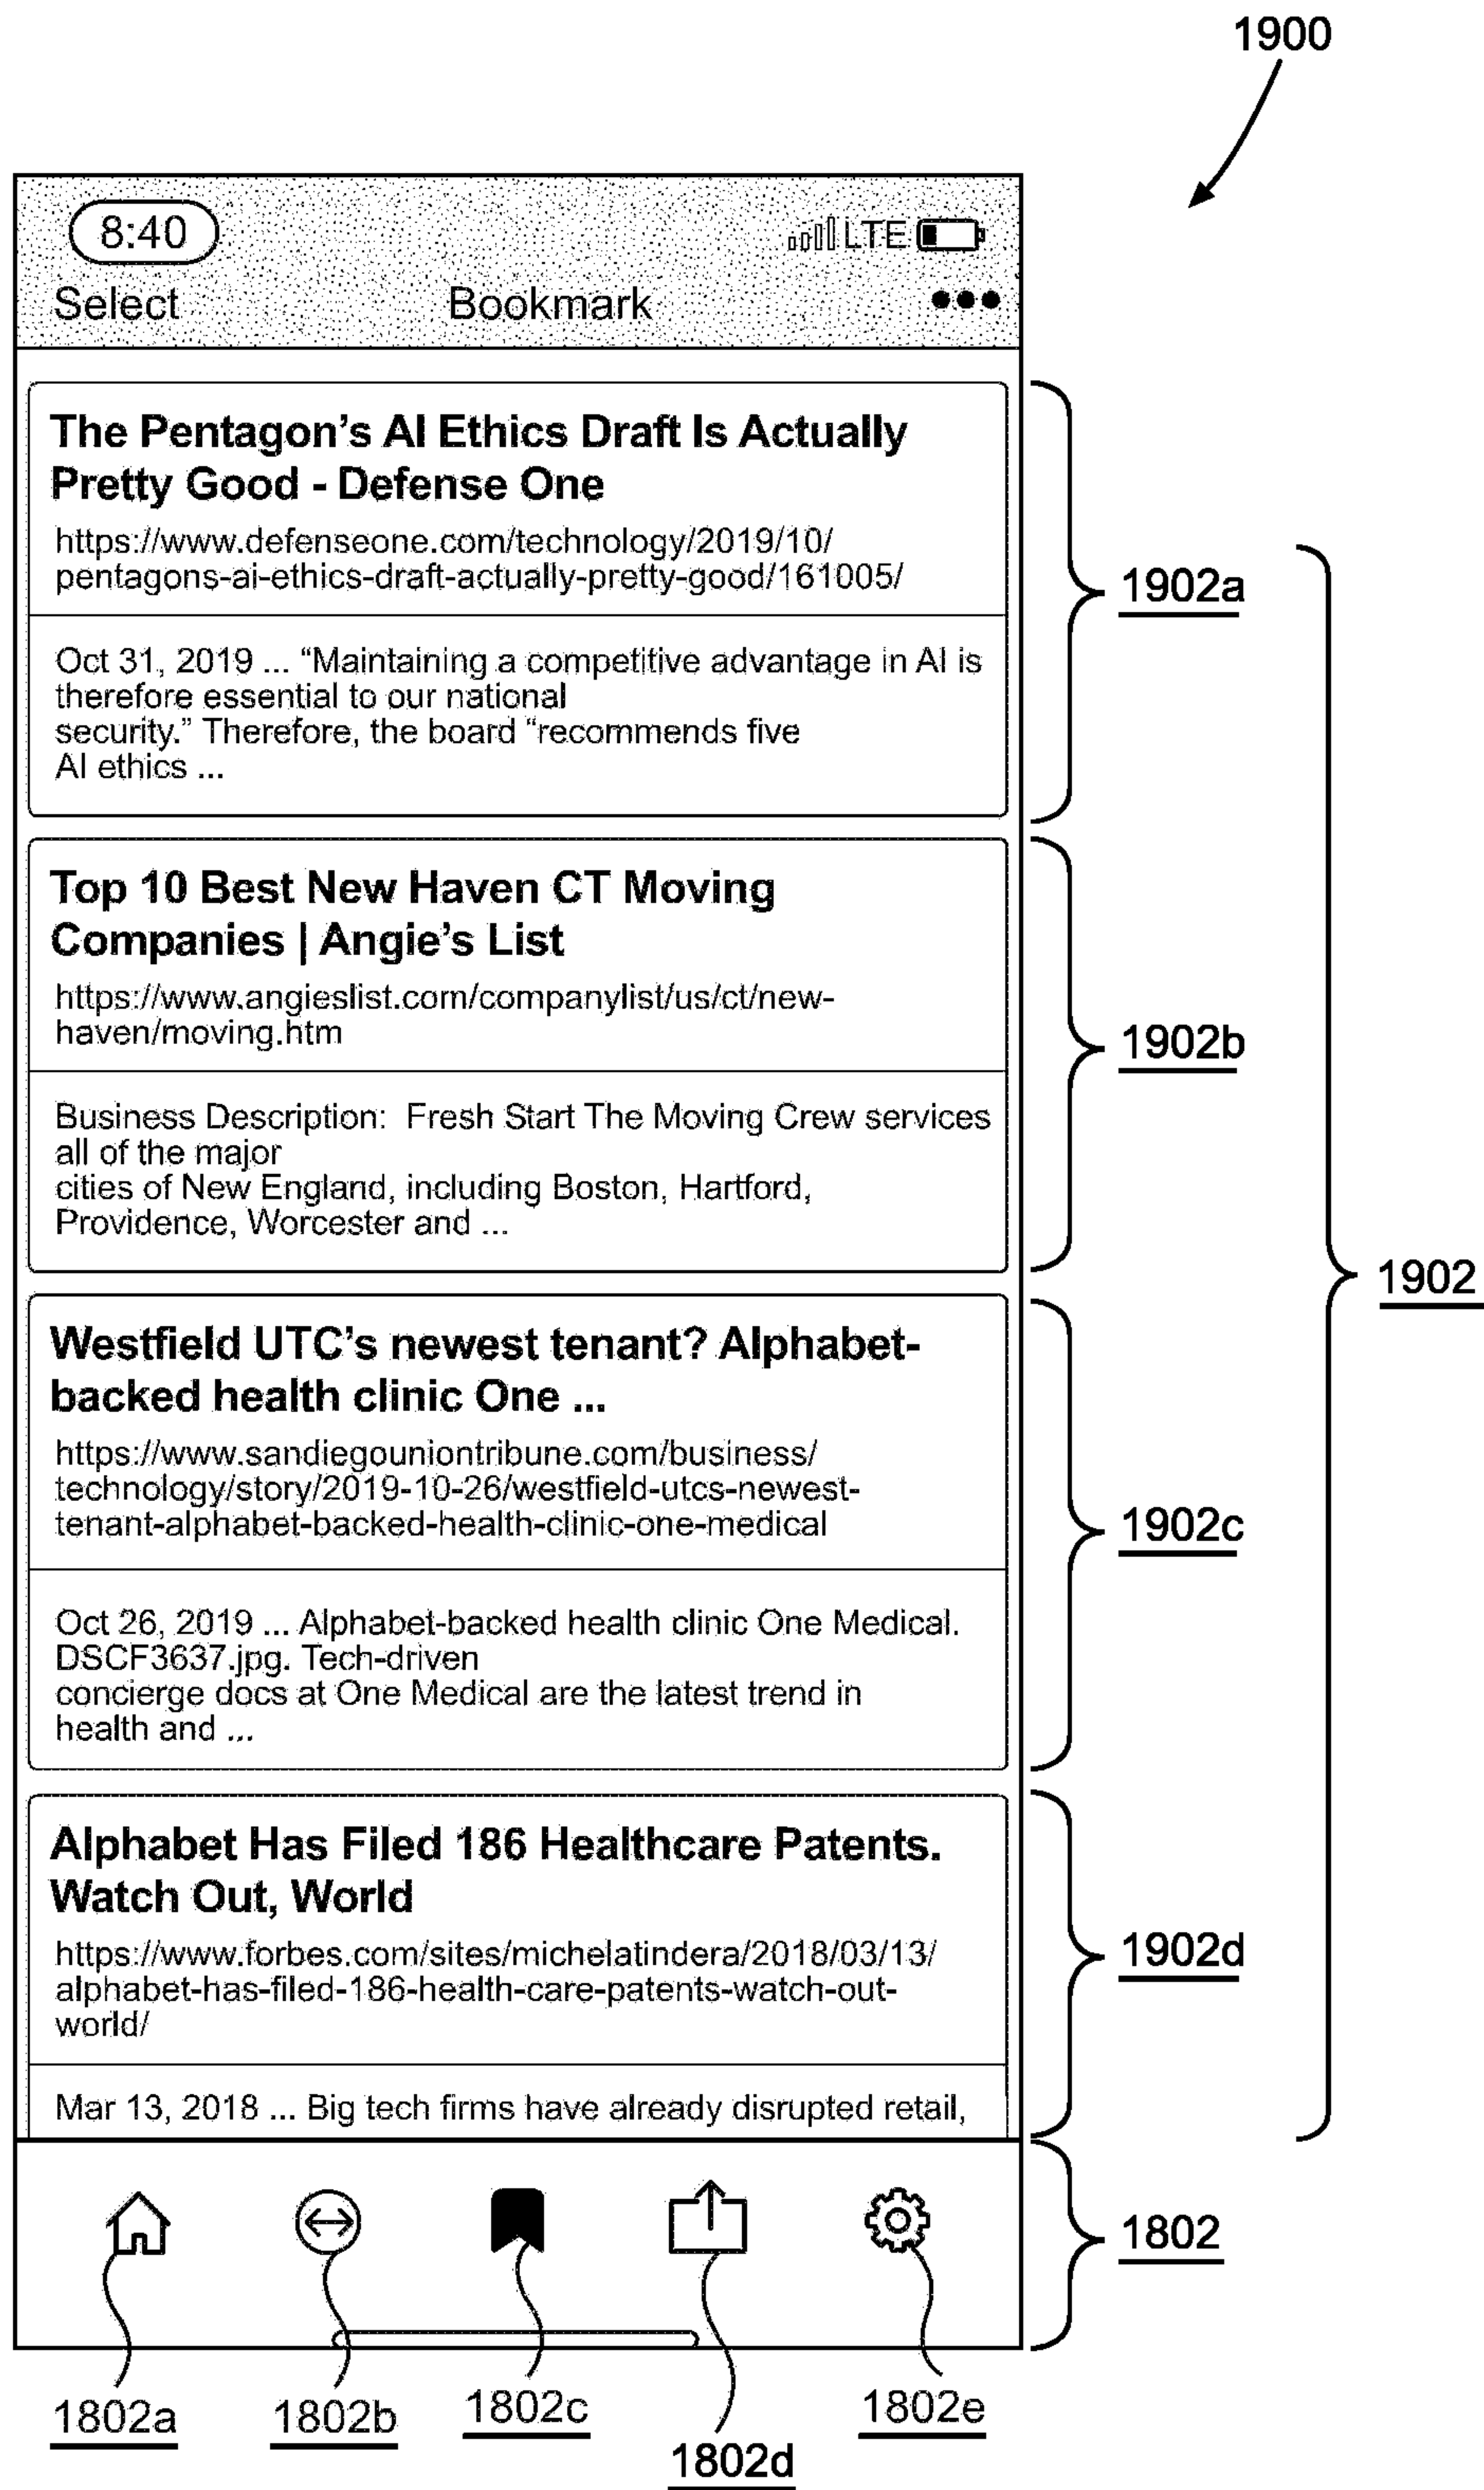 1900
8:40
LTE
Select Bookmark
The Pentagon's AI Ethics Draft Is Actually
Pretty Good - Defense One
https://www.defenseone.com/technology/2019/10/
pentagons-ai-ethics-draft-actually-pretty-good/161005/
1902a
Oct 31, 2019 ... “Maintaining a competitive advantage in AI is
therefore essential to our national
security.” Therefore, the board “recommends five
AI ethics ...
Top 10 Best New Haven CT Moving
Companies | Angie's List
https://www.angieslist.com/companylist/us/ct/new-
haven/moving.htm
1902b
Business Description: Fresh Start The Moving Crew services
all of the major
cities of New England, including Boston, Hartford,
Providence, Worcester and ...
1902
Westfield UTC's newest tenant? Alphabet-
backed health clinic One ...
https://www.sandiegouniontribune.com/business/
technology/story/2019-10-26/westfield-utcs-newest-
tenant-alphabet-backed-health-clinic-one-medical
1902c
Oct 26, 2019 ... Alphabet-backed health clinic One Medical.
DSCF3637.jpg. Tech-driven
concierge docs at One Medical are the latest trend in
health and ...
Alphabet Has Filed 186 Healthcare Patents.
Watch Out, World
https://www.forbes.com/sites/michelatindera/2018/03/13/
alphabet-has-filed-186-health-care-patents-watch-out-
world/
1902d
Mar 13, 2018 ... Big tech firms have already disrupted retail,
1802
1802a 1802b 1802c 1802d 1802e